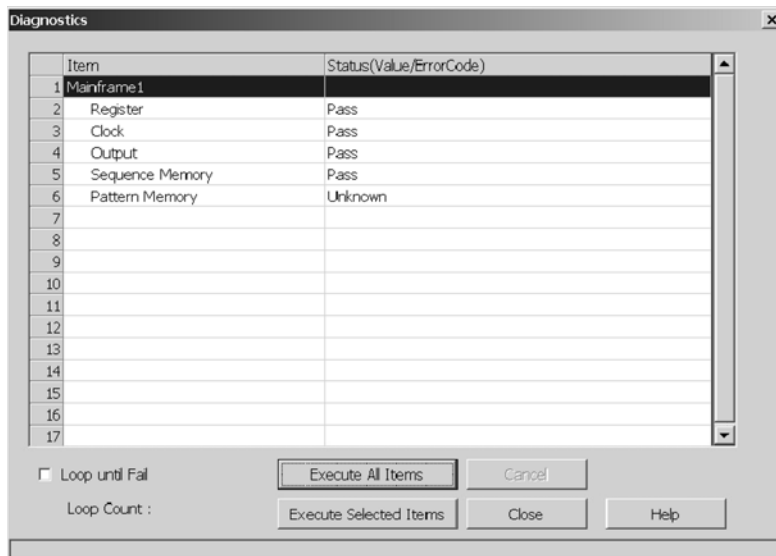 Diagnostics
Item Status(Value/ErrorCode)
1 Mainframe1
2 Register Pass
3 Clock Pass
4 Output Pass
5 Sequence Memory Pass
6 Pattern Memory Unknown
7
8
9
10
11
12
13
14
15
16
17
Loop until Fail Execute All Items Cancel
Loop Count : Execute Selected Items Close Help